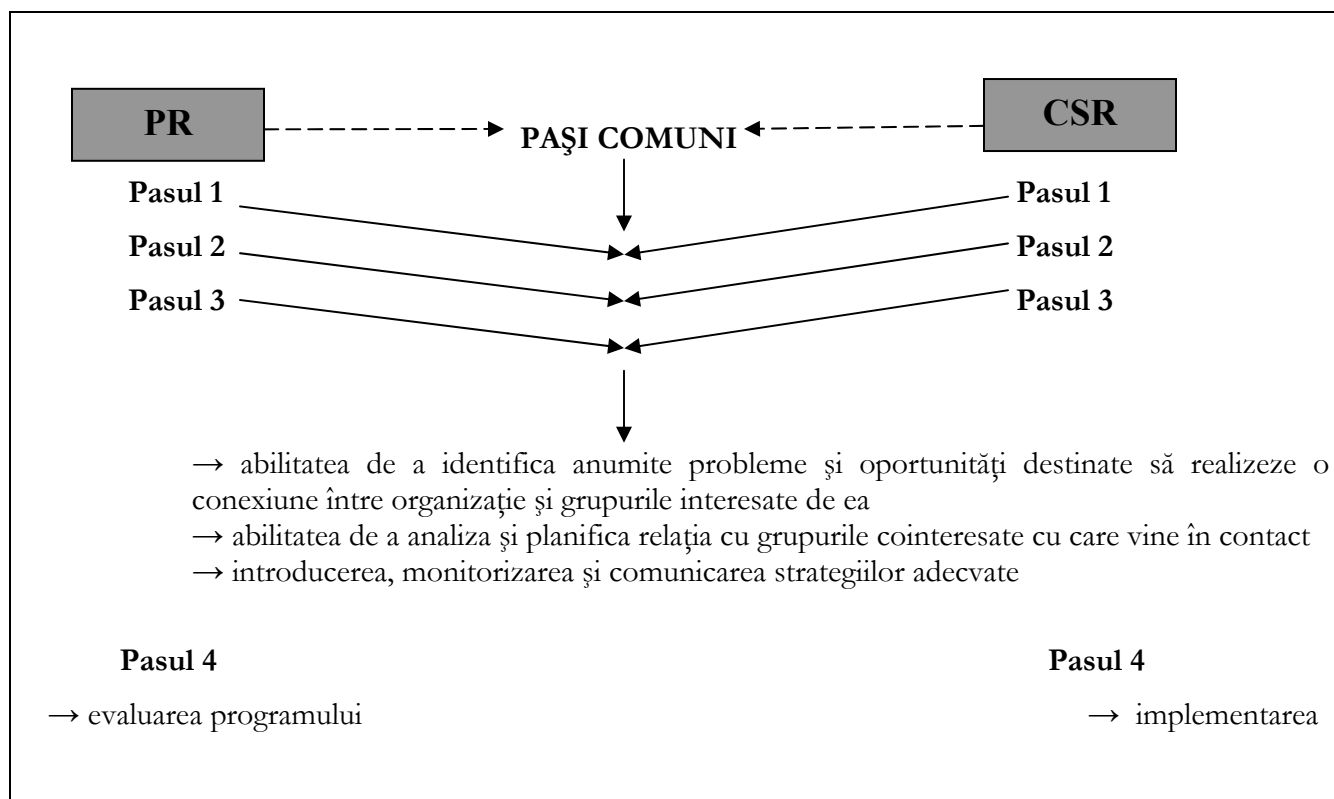 PR
CSR
PAŞI COMUNI
Pasul 1
Pasul 1
Pasul 2
Pasul 2
Pasul 3
Pasul 3
→ abilitatea de a identifica anumite probleme şi oportunităţi destinate să realizeze o
conexiune între organizaţie şi grupurile interesate de ea
→ abilitatea de a analiza şi planifica relaţia cu grupurile cointeresate cu care vine în contact
→ introducerea, monitorizarea şi comunicarea strategiilor adecvate
Pasul 4
Pasul 4
→ evaluarea programului
→ implementarea